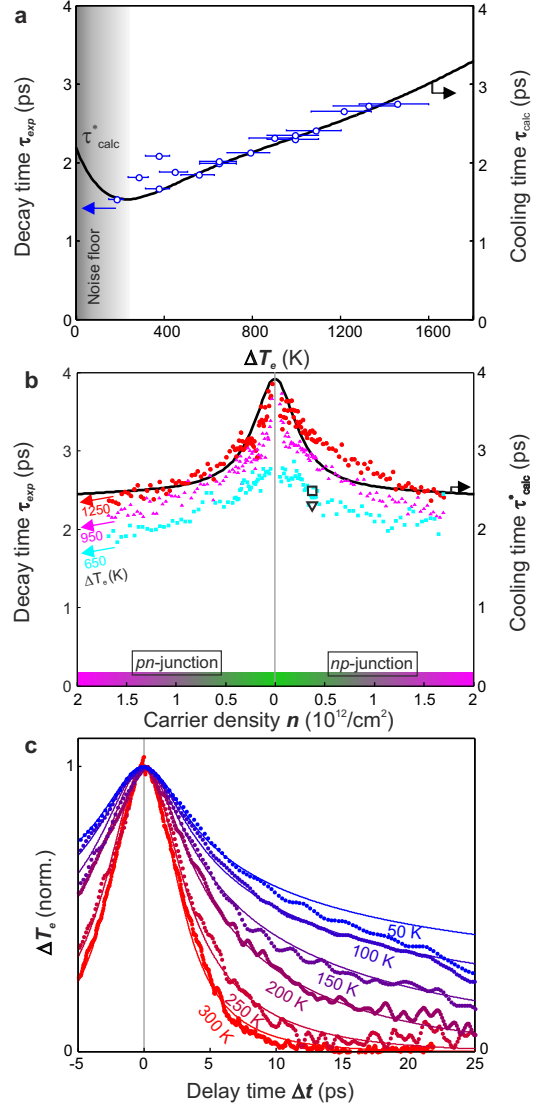 a
4
3
2
1
0
Decay time τexp (ps)
τ*calc
Noise floor
4
3
2
1
0
Cooling time τcalc (ps)
0
400
800
1200
1600
ΔTe (K)
b
4
3
2
1
0
Decay time τexp (ps)
1250
950
650
ΔTe(K)
4
3
2
1
0
Cooling time τ*calc (ps)
pn-junction
np-junction
2
1.5
1
0.5
0
0.5
1
1.5
2
Carrier density n (10¹²/cm²)
c
1
0
ΔTe (norm.)
50 K
100 K
150 K
200 K
250 K
300 K
0
-5
0
5
10
15
20
25
Delay time Δt (ps)